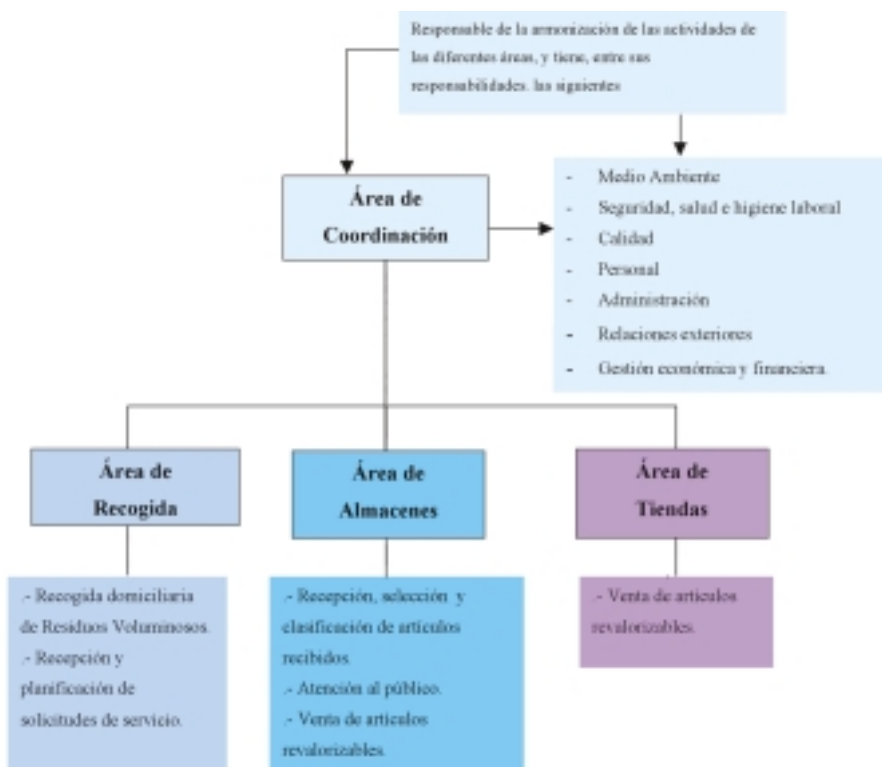 Responsable de la armonización de las actividades de
las diferentes áreas, y tiene, entre sus
responsabilidades. las siguientes
Área de
Coordinación
- Medio Ambiente
- Seguridad, salud e higiene laboral
- Calidad
- Personal
- Administración
- Relaciones exteriores
- Gestión económica y financiera.
Área de
Recogida
Área de
Almacenes
Área de
Tiendas
.- Recogida domiciliaria
de Residuos Voluminosos.
.- Recepción y
planificación de
solicitudes de servicio.
.- Recepción, selección y
clasificación de artículos
recibidos.
.- Atención al público.
.- Venta de artículos
revalorizables.
.- Venta de artículos
revalorizables.